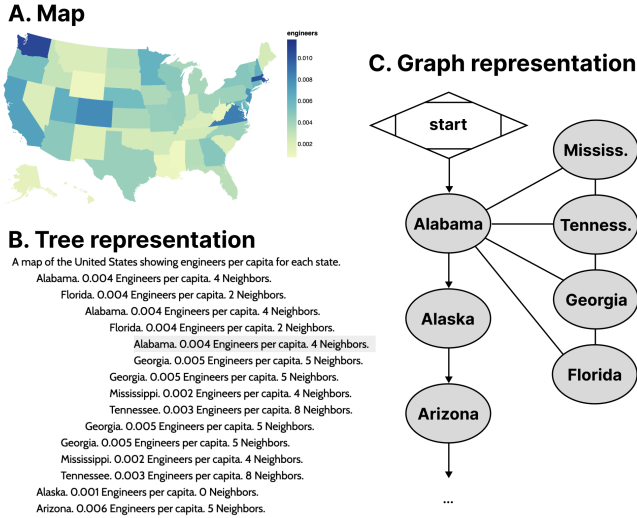 A. Map
engineers
0.010
0.008
0.006
0.004
0.002
B. Tree representation
A map of the United States showing engineers per capita for each state.
Alabama. 0.004 Engineers per capita. 4 Neighbors.
Florida. 0.004 Engineers per capita. 2 Neighbors.
Alabama. 0.004 Engineers per capita. 4 Neighbors.
Florida. 0.004 Engineers per capita. 2 Neighbors.
Alabama. 0.004 Engineers per capita. 4 Neighbors.
Georgia. 0.005 Engineers per capita. 5 Neighbors.
Georgia. 0.005 Engineers per capita. 5 Neighbors.
Mississippi. 0.002 Engineers per capita. 4 Neighbors.
Tennessee. 0.003 Engineers per capita. 8 Neighbors.
Georgia. 0.005 Engineers per capita. 5 Neighbors.
Georgia. 0.005 Engineers per capita. 5 Neighbors.
Mississippi. 0.002 Engineers per capita. 4 Neighbors.
Tennessee. 0.003 Engineers per capita. 8 Neighbors.
Alaska. 0.001 Engineers per capita. 0 Neighbors.
Arizona. 0.006 Engineers per capita. 5 Neighbors.
C. Graph representation
start
Mississ.
Alabama
Tenness.
Georgia
Alaska
Florida
Arizona
...